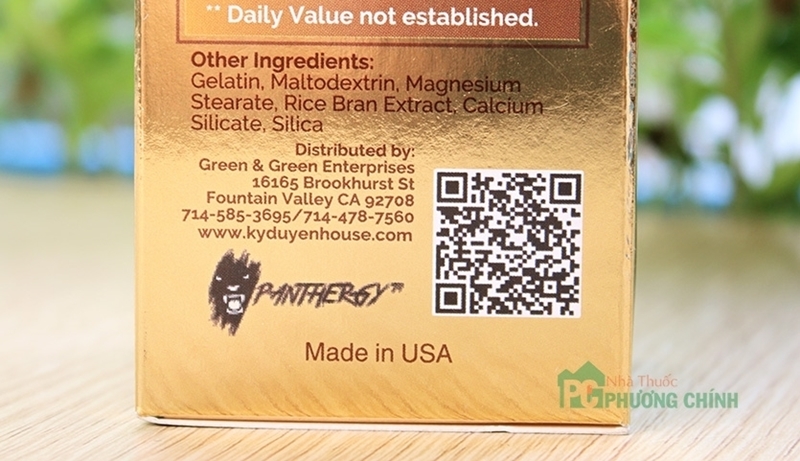 ** Daily Value not established.
Other Ingredients:
Gelatin, Maltodextrin, Magnesium
Stearate, Rice Bran Extract, Calcium
Silicate, Silica
Distributed by:
Green & Green Enterprises
16165 Brookhurst St
Fountain Valley CA 92708
714-585-3695/714-478-7560
www.kyduyenhouse.com
PANTHERGY™
Made in USA
PC
Nhà Thuốc
PHƯƠNG CHÍNH